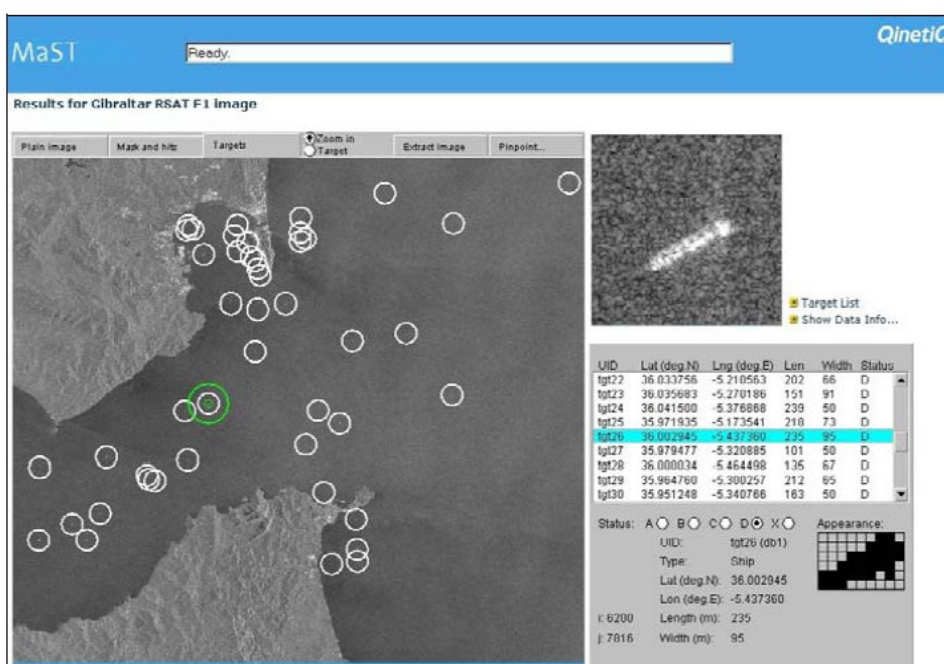 MaST
Ready.
QinetiQ
Results for Gibraltar RSAT F1 image
Plain image
Mask and hits
Targets
Zoom in
Target
Extract image
Pinpoint...
Target List
Show Data Info...
UID Lat (deg.N) Lng (deg.E) Len Width Status
tgt22 36.033756 -5.210563 202 66 D
tgt23 36.035683 -5.270186 151 91 D
tgt24 36.041500 -5.376868 239 50 D
tgt25 35.971935 -5.173541 218 73 D
tgt26 36.002945 -5.437360 235 95 D
tgt27 35.979477 -5.320885 101 50 D
tgt28 36.000034 -5.464498 135 67 D
tgt29 35.964760 -5.300257 212 65 D
tgt30 35.951248 -5.340766 163 50 D
Status: A B C D X Appearance:
UID: tgt26 (db1)
Type: Ship
Lat (deg.N): 36.002945
Lon (deg.E): -5.437360
i: 6200 Length (m): 235
j: 7816 Width (m): 95